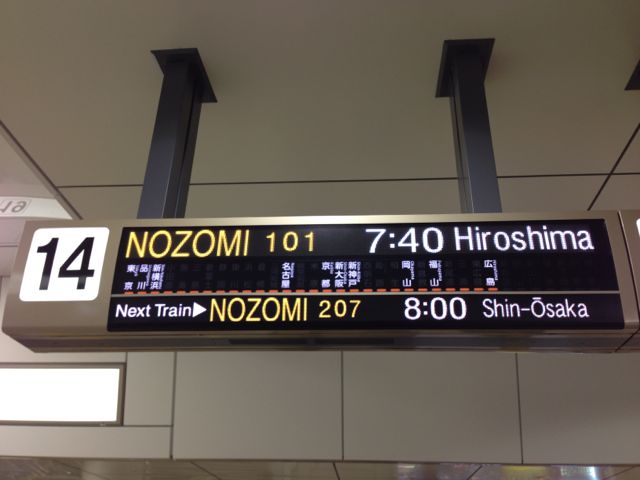 14
NOZOMI 101 7:40 Hiroshima
東京 品川 新横浜 名古屋 京都 新大阪 新神戸 岡山 福山 広島
Next Train▶NOZOMI 207 8:00 Shin-Ōsaka